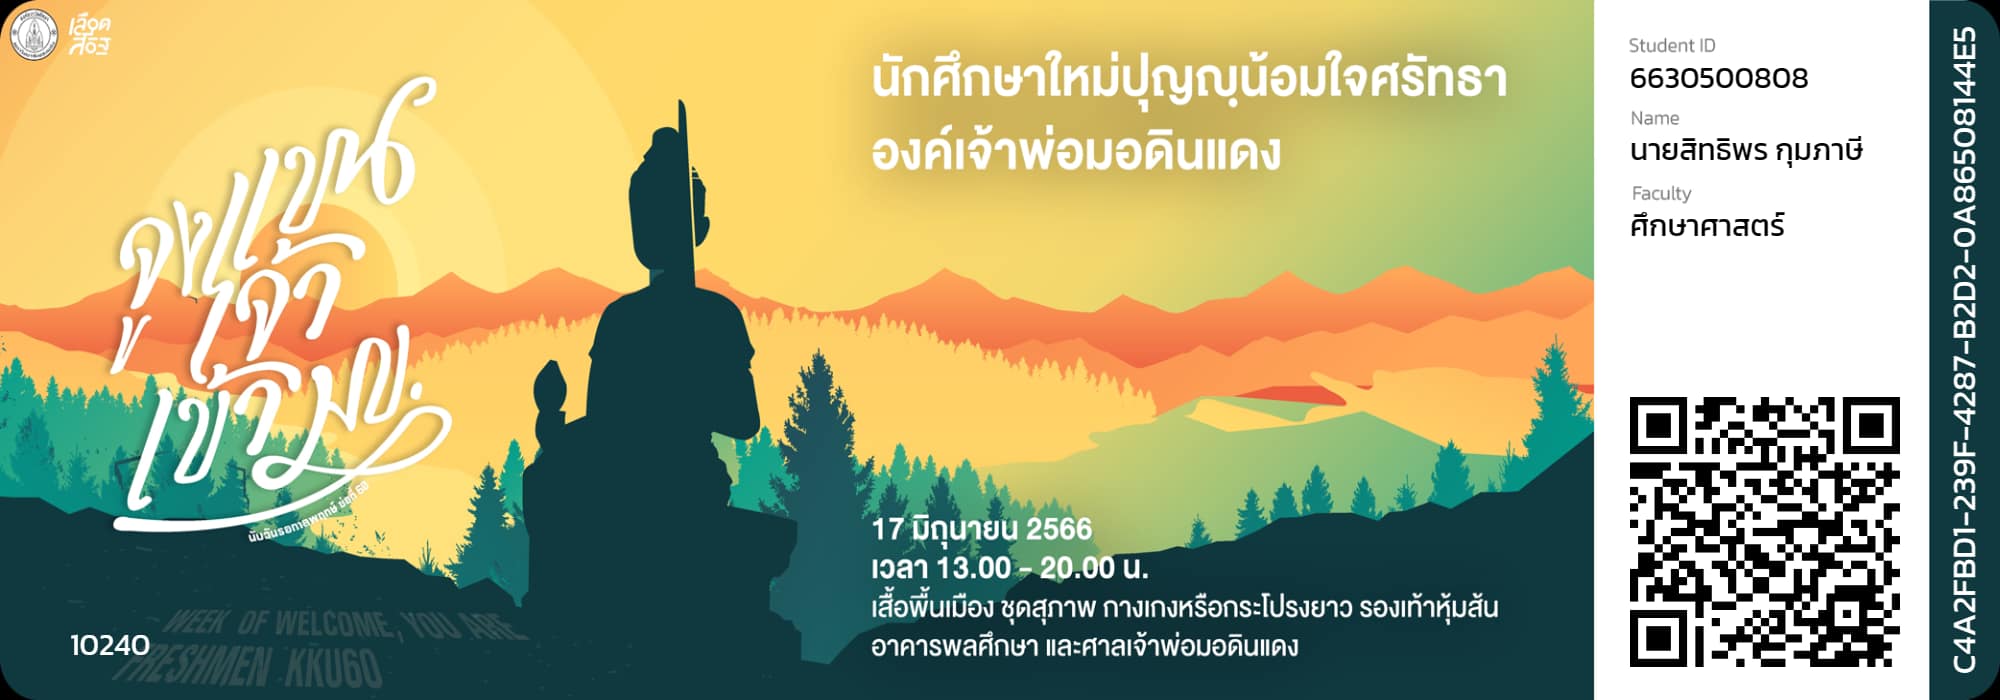 เลือด
สีอิฐ
จูงแขน
ขู่เจ้า
เข้า มข.
นักศึกษาใหม่ปุญญฺน้อมใจศรัทธา
องค์เจ้าพ่อมอดินแดง
17 มิถุนายน 2566
เวลา 13.00 - 20.00 น.
เสื้อพื้นเมือง ชุดสุภาพ กางเกงหรือกระโปรงยาว รองเท้าหุ้มส้น
อาคารพลศึกษา และศาลเจ้าพ่อมอดินแดง
WEEK OF WELCOME, YOU ARE
FRESHMEN KKU60
10240
Student ID
6630500808
Name
นายสิทธิพร กุมภาษี
Faculty
ศึกษาศาสตร์
C4A2FBD1-239F-4287-B2D2-0A86508144E5